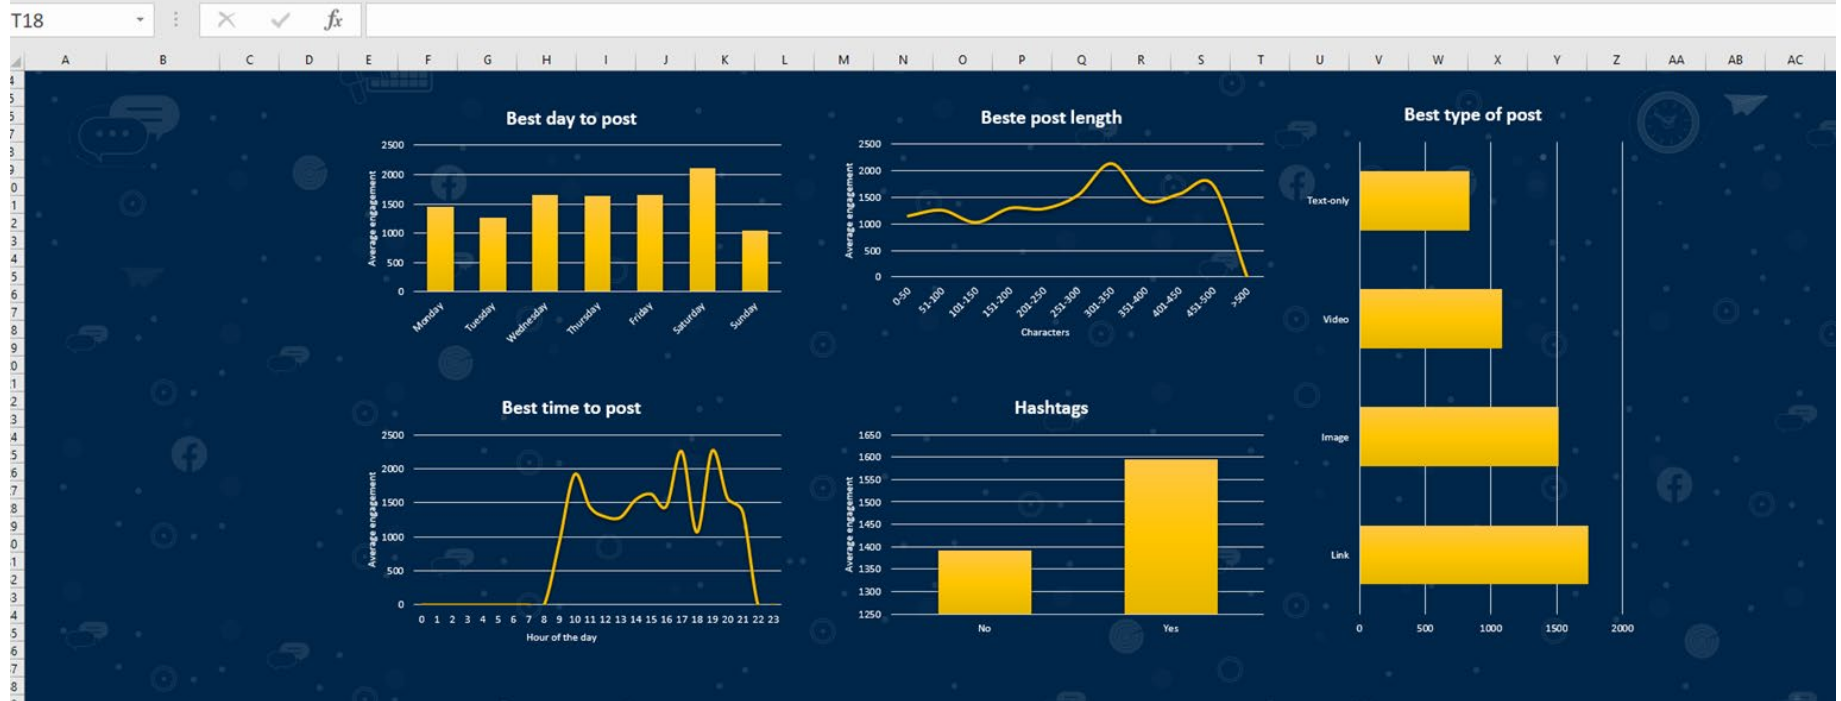 T18
fx
A B C D E F G H I J K L M N O P Q R S T U V W X Y Z AA AB AC
Best day to post
2500
2000
1500
1000
500
0
Average engagement
Monday Tuesday Wednesday Thursday Friday Saturday Sunday
Beste post length
2500
2000
1500
1000
500
0
Average engagement
0-50 51-100 101-150 151-200 201-250 251-300 301-350 351-400 401-450 451-500 >500
Characters
Best type of post
Text-only
Video
Image
Link
0 500 1000 1500 2000
Best time to post
2500
2000
1500
1000
500
0
Average engagement
0 1 2 3 4 5 6 7 8 9 10 11 12 13 14 15 16 17 18 19 20 21 22 23
Hour of the day
Hashtags
1650
1600
1550
1500
1450
1400
1350
1300
1250
Average engagement
No Yes